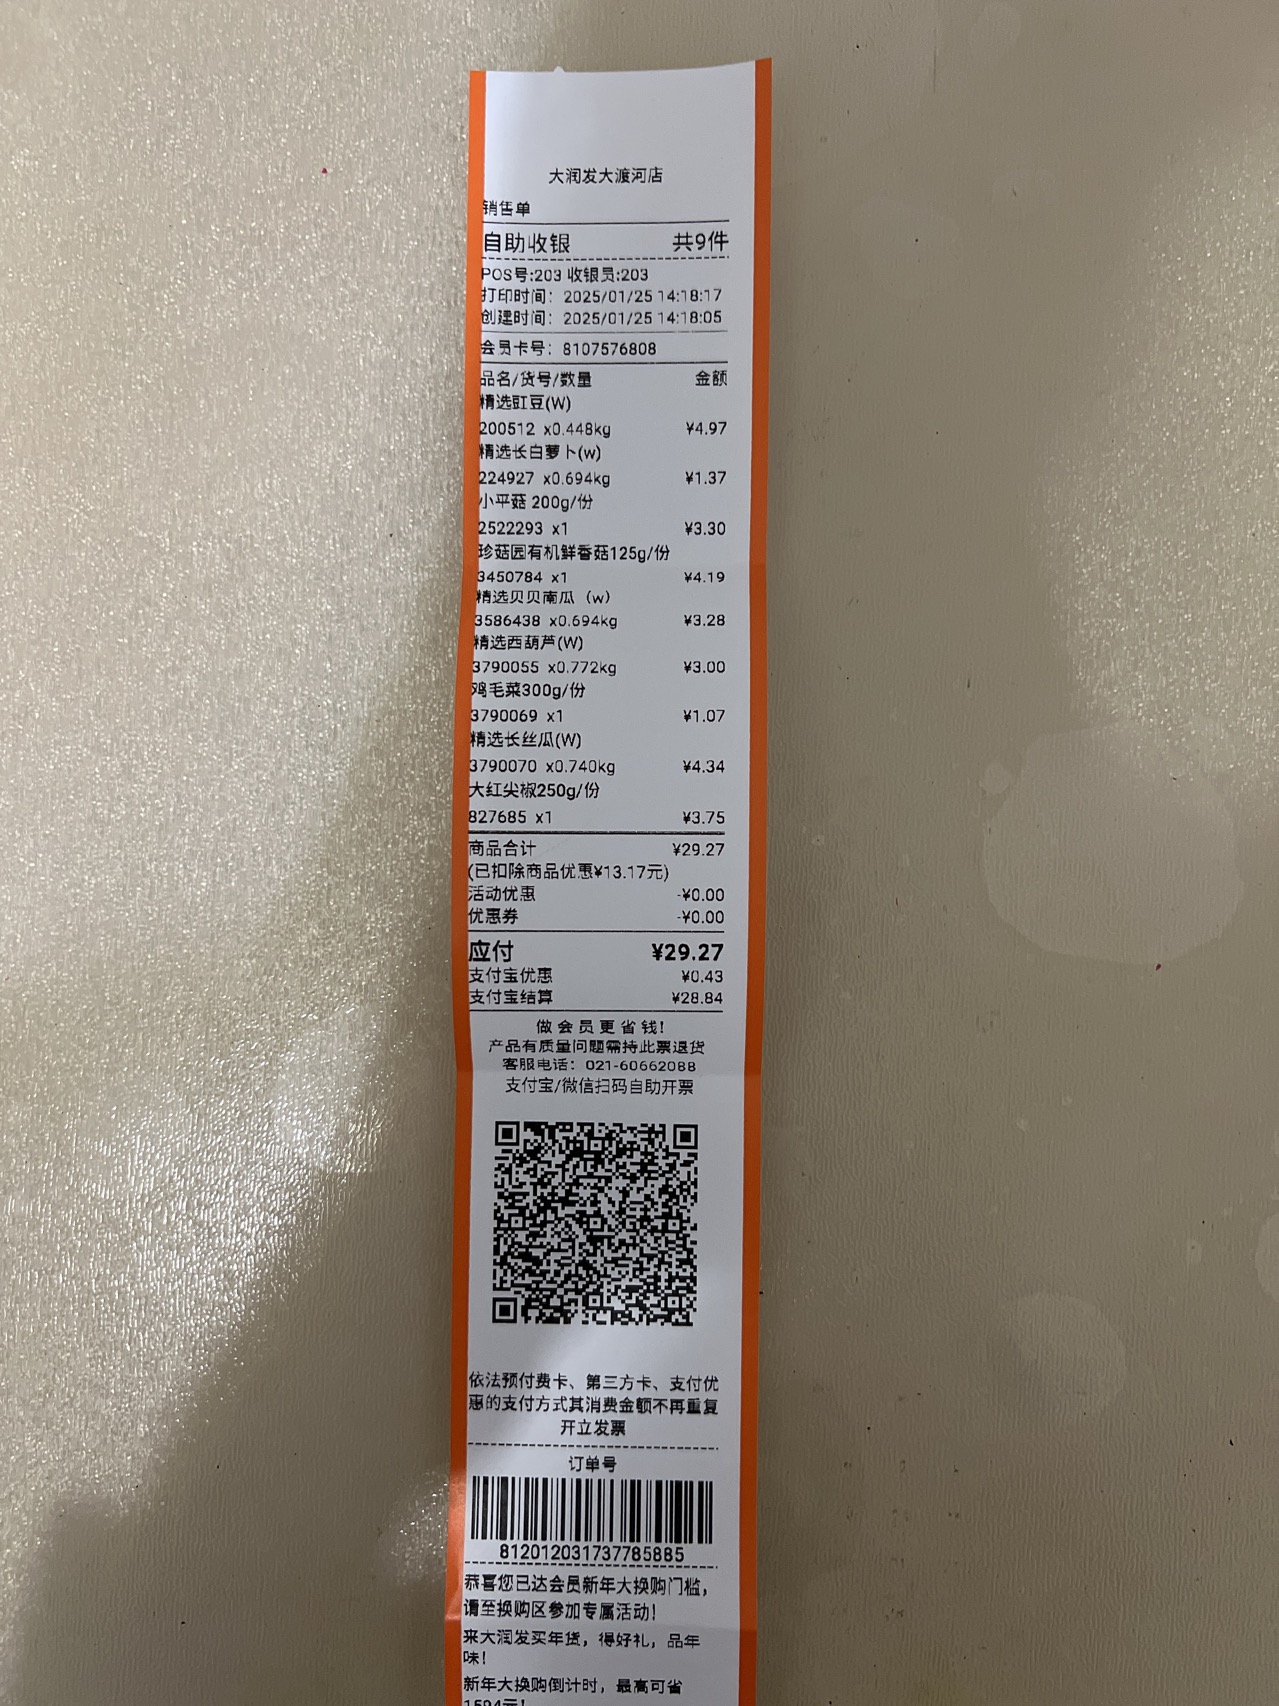 大润发大渡河店
销售单
自助收银 共9件
POS号:203 收银员:203
打印时间: 2025/01/25 14:18:17
创建时间: 2025/01/25 14:18:05
会员卡号: 8107576808
品名/货号/数量 金额
精选豇豆(W)
200512 x0.448kg ¥4.97
精选长白萝卜(w)
224927 x0.694kg ¥1.37
小平菇 200g/份
2522293 x1 ¥3.30
珍菇园有机鲜香菇125g/份
3450784 x1 ¥4.19
精选贝贝南瓜（w）
3586438 x0.694kg ¥3.28
精选西葫芦(W)
3790055 x0.772kg ¥3.00
鸡毛菜300g/份
3790069 x1 ¥1.07
精选长丝瓜(W)
3790070 x0.740kg ¥4.34
大红尖椒250g/份
827685 x1 ¥3.75
商品合计 ¥29.27
(已扣除商品优惠¥13.17元)
活动优惠 -¥0.00
优惠券 -¥0.00
应付 ¥29.27
支付宝优惠 ¥0.43
支付宝结算 ¥28.84
做会员更省钱!
产品有质量问题需持此票退货
客服电话: 021-60662088
支付宝/微信扫码自助开票
依法预付费卡、第三方卡、支付优
惠的支付方式其消费金额不再重复
开立发票
订单号
812012031737785885
恭喜您已达会员新年大换购门槛,
请至换购区参加专属活动!
来大润发买年货, 得好礼, 品年
味!
新年大换购倒计时, 最高可省
1594元!